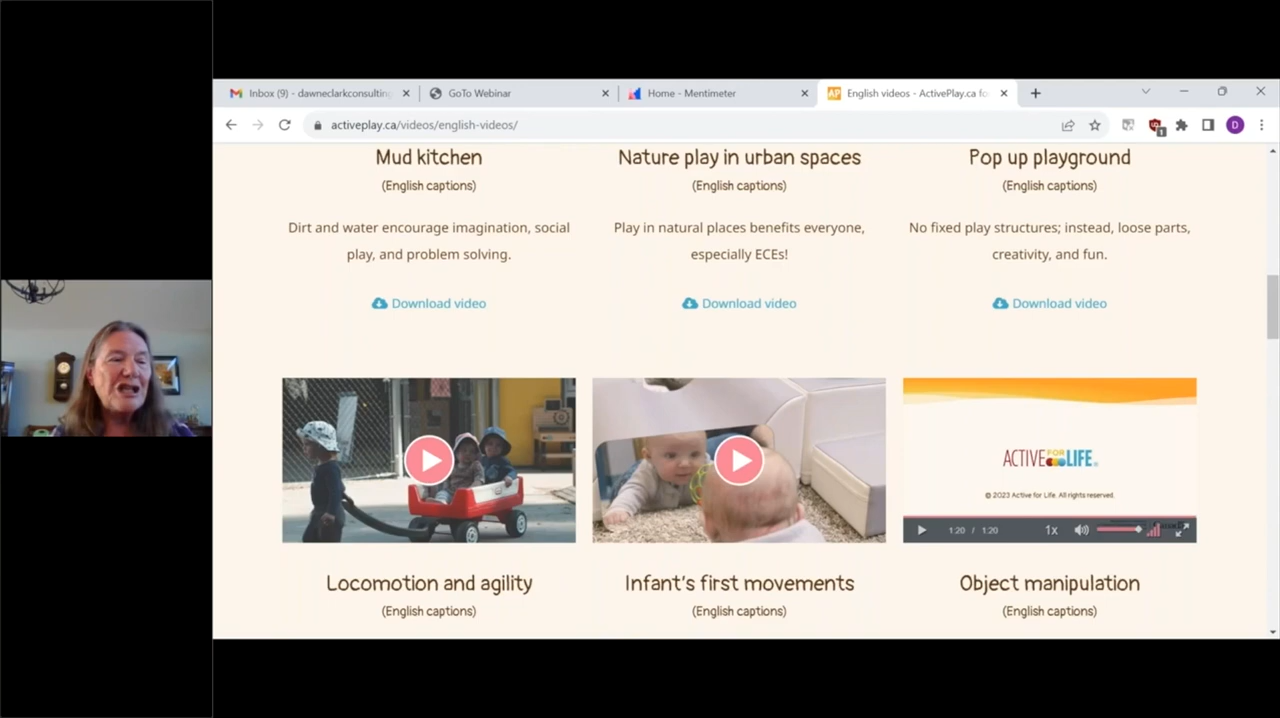 Inbox (9) - dawneclarkconsulting
GoTo Webinar
Home - Mentimeter
English videos - ActivePlay.ca fo
activeplay.ca/videos/english-videos/
1
D
Mud kitchen
(English captions)
Dirt and water encourage imagination, social
play, and problem solving.
Download video
Nature play in urban spaces
(English captions)
Play in natural places benefits everyone,
especially ECEs!
Download video
Pop up playground
(English captions)
No fixed play structures; instead, loose parts,
creativity, and fun.
Download video
ACTIVE FOR LIFE
© 2023 Active for Life. All rights reserved.
1:20 / 1:20
1x
Locomotion and agility
(English captions)
Infant's first movements
(English captions)
Object manipulation
(English captions)